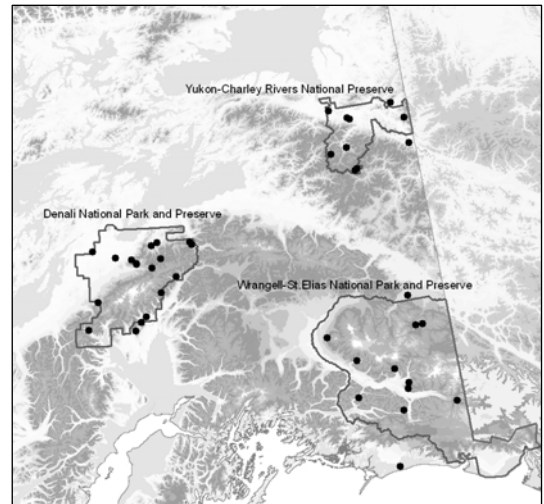 Yukon-Charley Rivers National Preserve
Denali National Park and Preserve
Wrangell-St.Elias National Park and Preserve